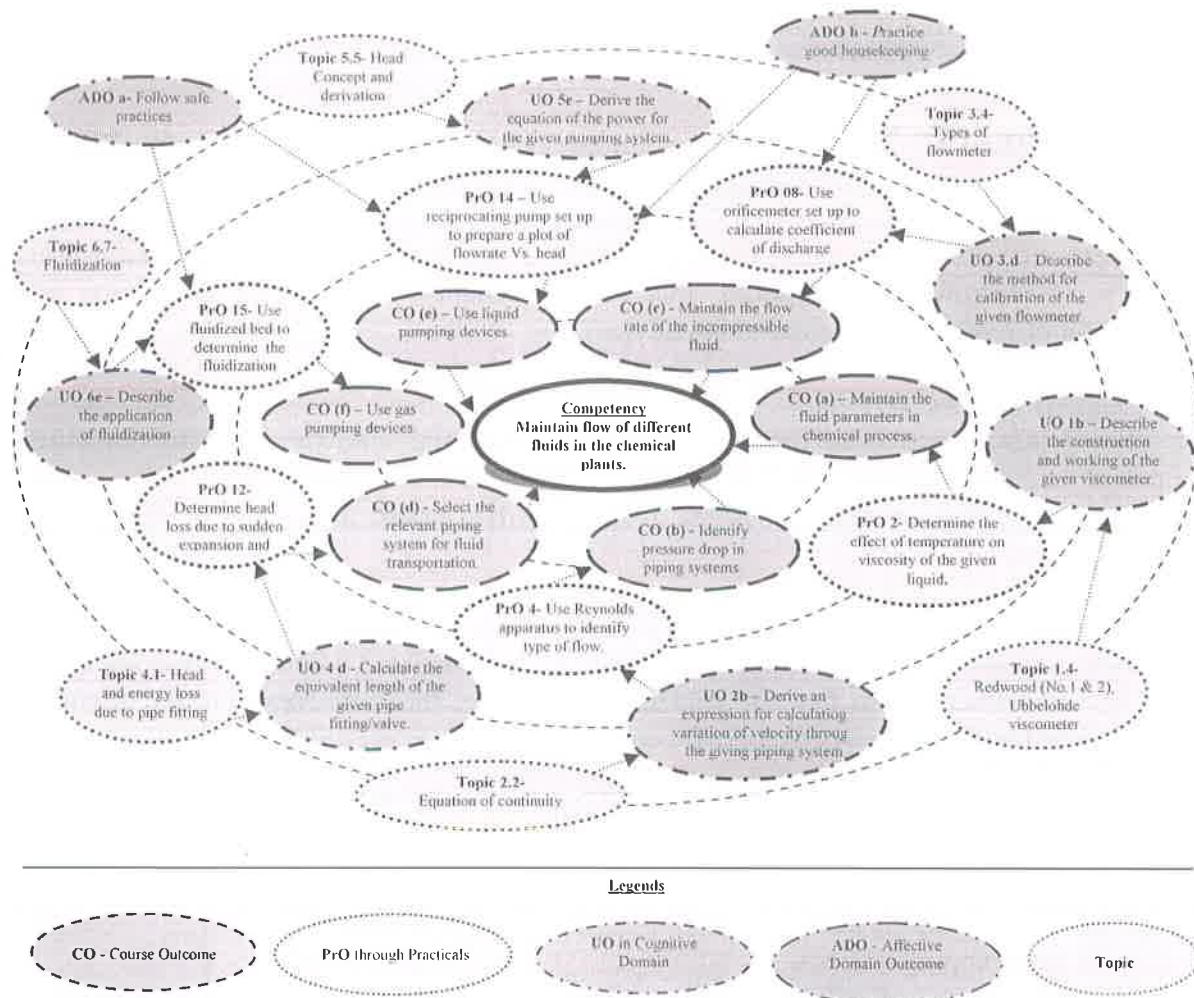 ADO h - Practice
good housekeeping
Topic 5.5- Head
Concept and
derivation
ADO a- Follow safe
practices
UO 5e – Derive the
equation of the power for
the given pumping system.
Topic 3.4-
Types of
flowmeter
PrO 14 – Use
reciprocating pump set up
to prepare a plot of
flowrate Vs. head
PrO 08- Use
orificemeter set up to
calculate coefficient
of discharge
Topic 6.7-
Fluidization
UO 3.d – Describe
the method for
calibration of the
given flowmeter
PrO 15- Use
fluidized bed to
determine the
fluidization
CO (e) – Use liquid
pumping devices.
CO (c) - Maintain the flow
rate of the incompressible
fluid.
UO 6e – Describe
the application
of fluidization
CO (f) – Use gas
pumping devices.
Competency
Maintain flow of different
fluids in the chemical
plants.
CO (a) – Maintain the
fluid parameters in
chemical process.
UO 1b – Describe
the construction
and working of the
given viscometer.
PrO 12-
Determine head
loss due to sudden
expansion and
CO (d) - Select the
relevant piping
system for fluid
transportation.
CO (b) - Identify
pressure drop in
piping systems
PrO 2- Determine the
effect of temperature on
viscosity of the given
liquid.
PrO 4- Use Reynolds
apparatus to identify
type of flow.
Topic 4.1- Head
and energy loss
due to pipe fitting
UO 4 d - Calculate the
equivalent length of the
given pipe
fitting/valve.
UO 2b – Derive an
expression for calculating
variation of velocity throug
the giving piping system
Topic 1.4-
Redwood (No.1 & 2),
Ubbelohde
viscometer
Topic 2.2-
Equation of continuity
Legends
CO - Course Outcome
PrO through Practicals
UO in Cognitive
Domain
ADO - Affective
Domain Outcome
Topic